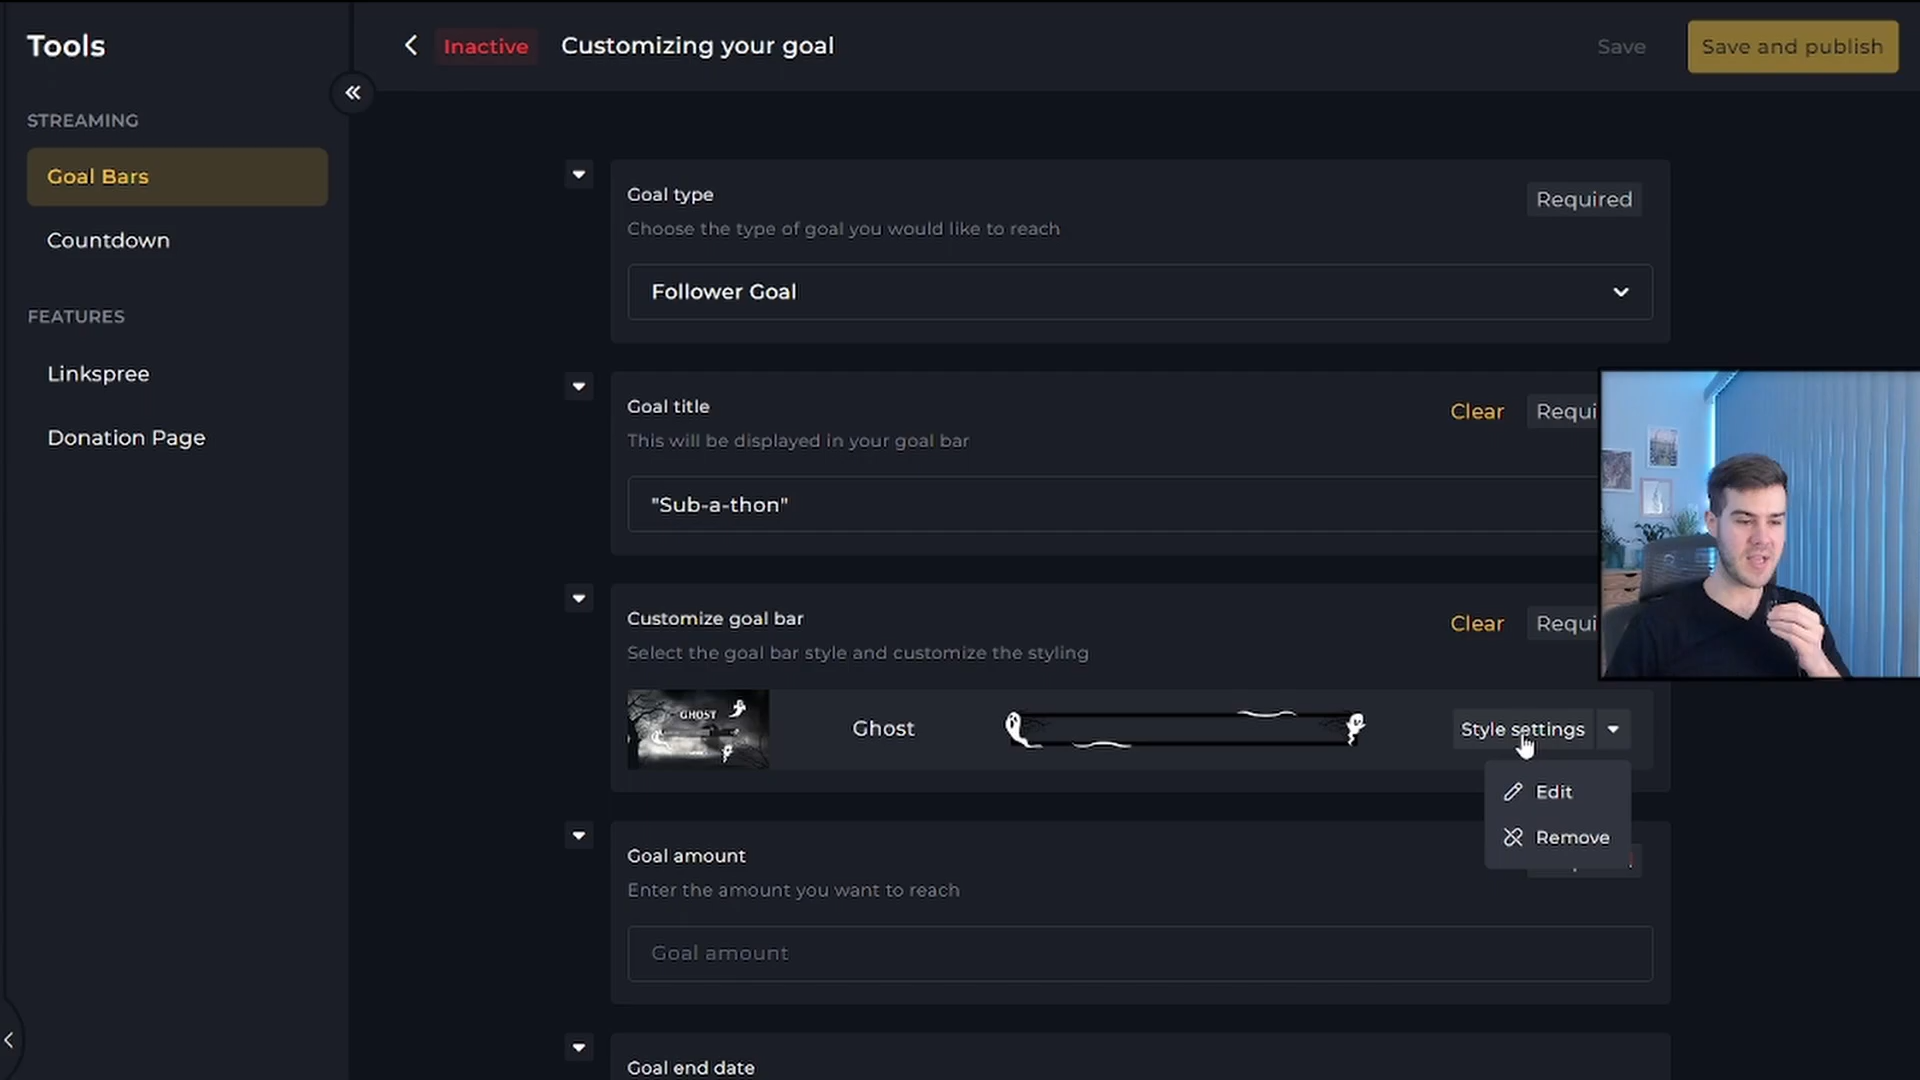 Tools
Inactive Customizing your goal Save Save and publish
STREAMING
Goal Bars
Countdown
FEATURES
Linkspree
Donation Page
Goal type Required
Choose the type of goal you would like to reach
Follower Goal
Goal title Clear Requi
This will be displayed in your goal bar
"Sub-a-thon"
Customize goal bar Clear Requi
Select the goal bar style and customize the styling
GHOST
Ghost Style settings
Edit
Remove
Goal amount
Enter the amount you want to reach
Goal amount
Goal end date